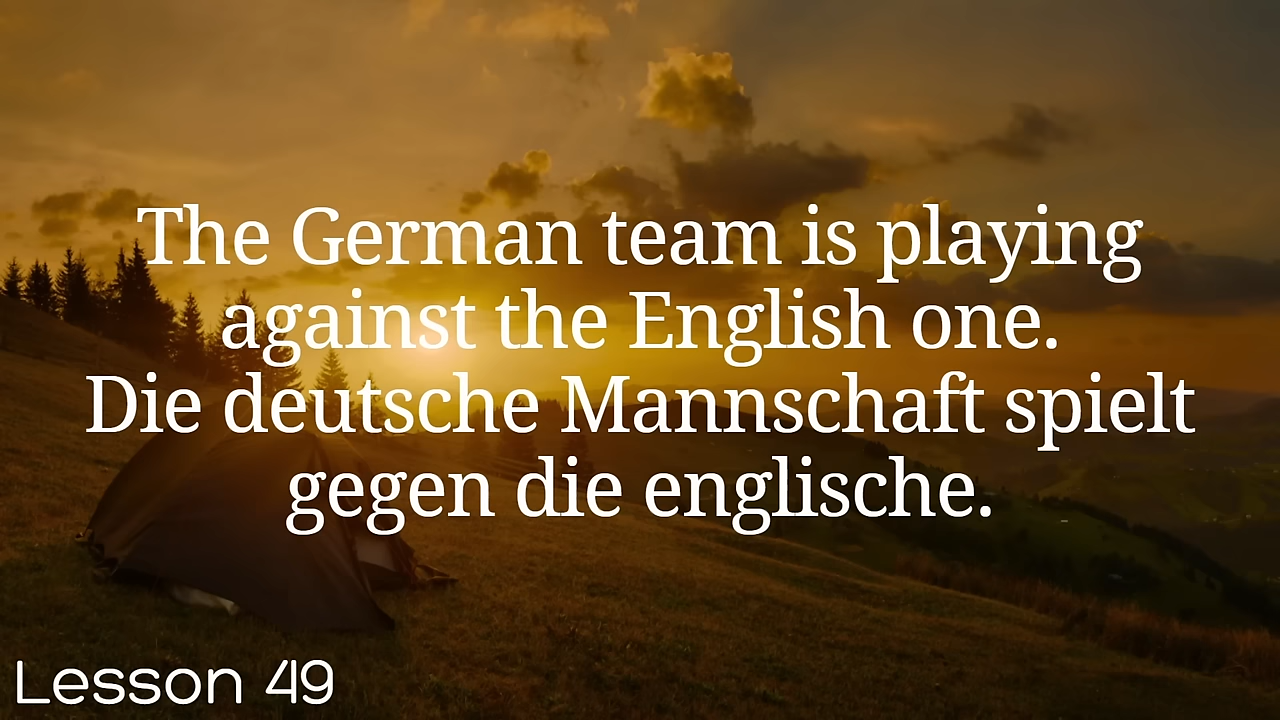 The German team is playing
against the English one.
Die deutsche Mannschaft spielt
gegen die englische.
Lesson 49